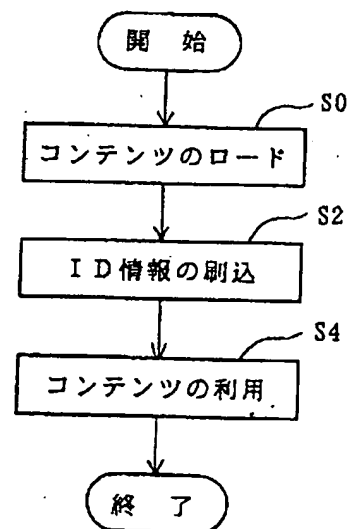 開 始
S0
コンテンツのロード
S2
ID情報の刷込
S4
コンテンツの利用
終 了